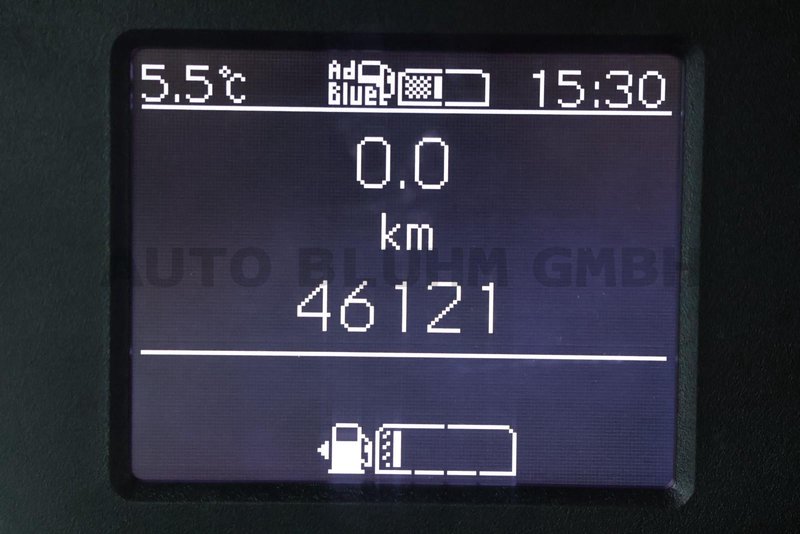 5.5°C Ad Blue 15:30
0.0
km
AUTO BLUHM GMBH
46121